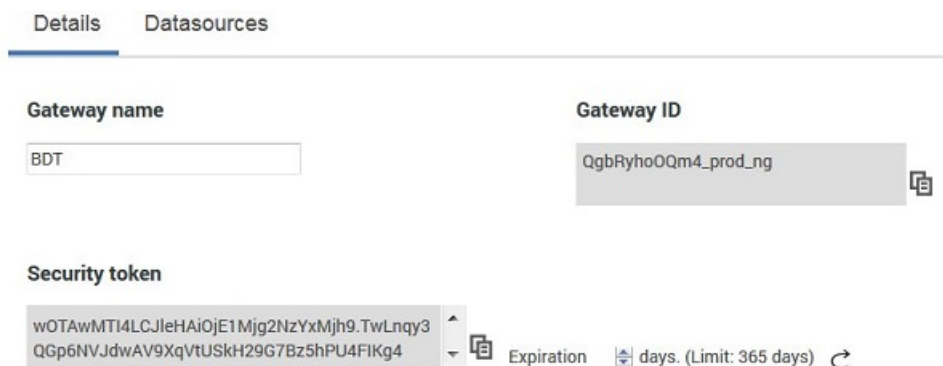 Details Datasources
Gateway name Gateway ID
BDT QgbRyhoOQm4_prod_ng
Security token
wOTAwMTI4LCJleHAiOjE1Mjg2NzYxMjh9.TwLnqy3
QGp6NVJdwAV9XqVtUSkH29G7Bz5hPU4FIKg4
Expiration days. (Limit: 365 days)